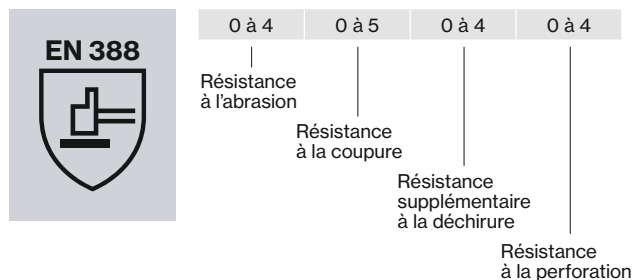 EN 388
0 à 4
0 à 5
0 à 4
0 à 4
Résistance
à l’abrasion
Résistance
à la coupure
Résistance
supplémentaire
à la déchirure
Résistance
à la perforation